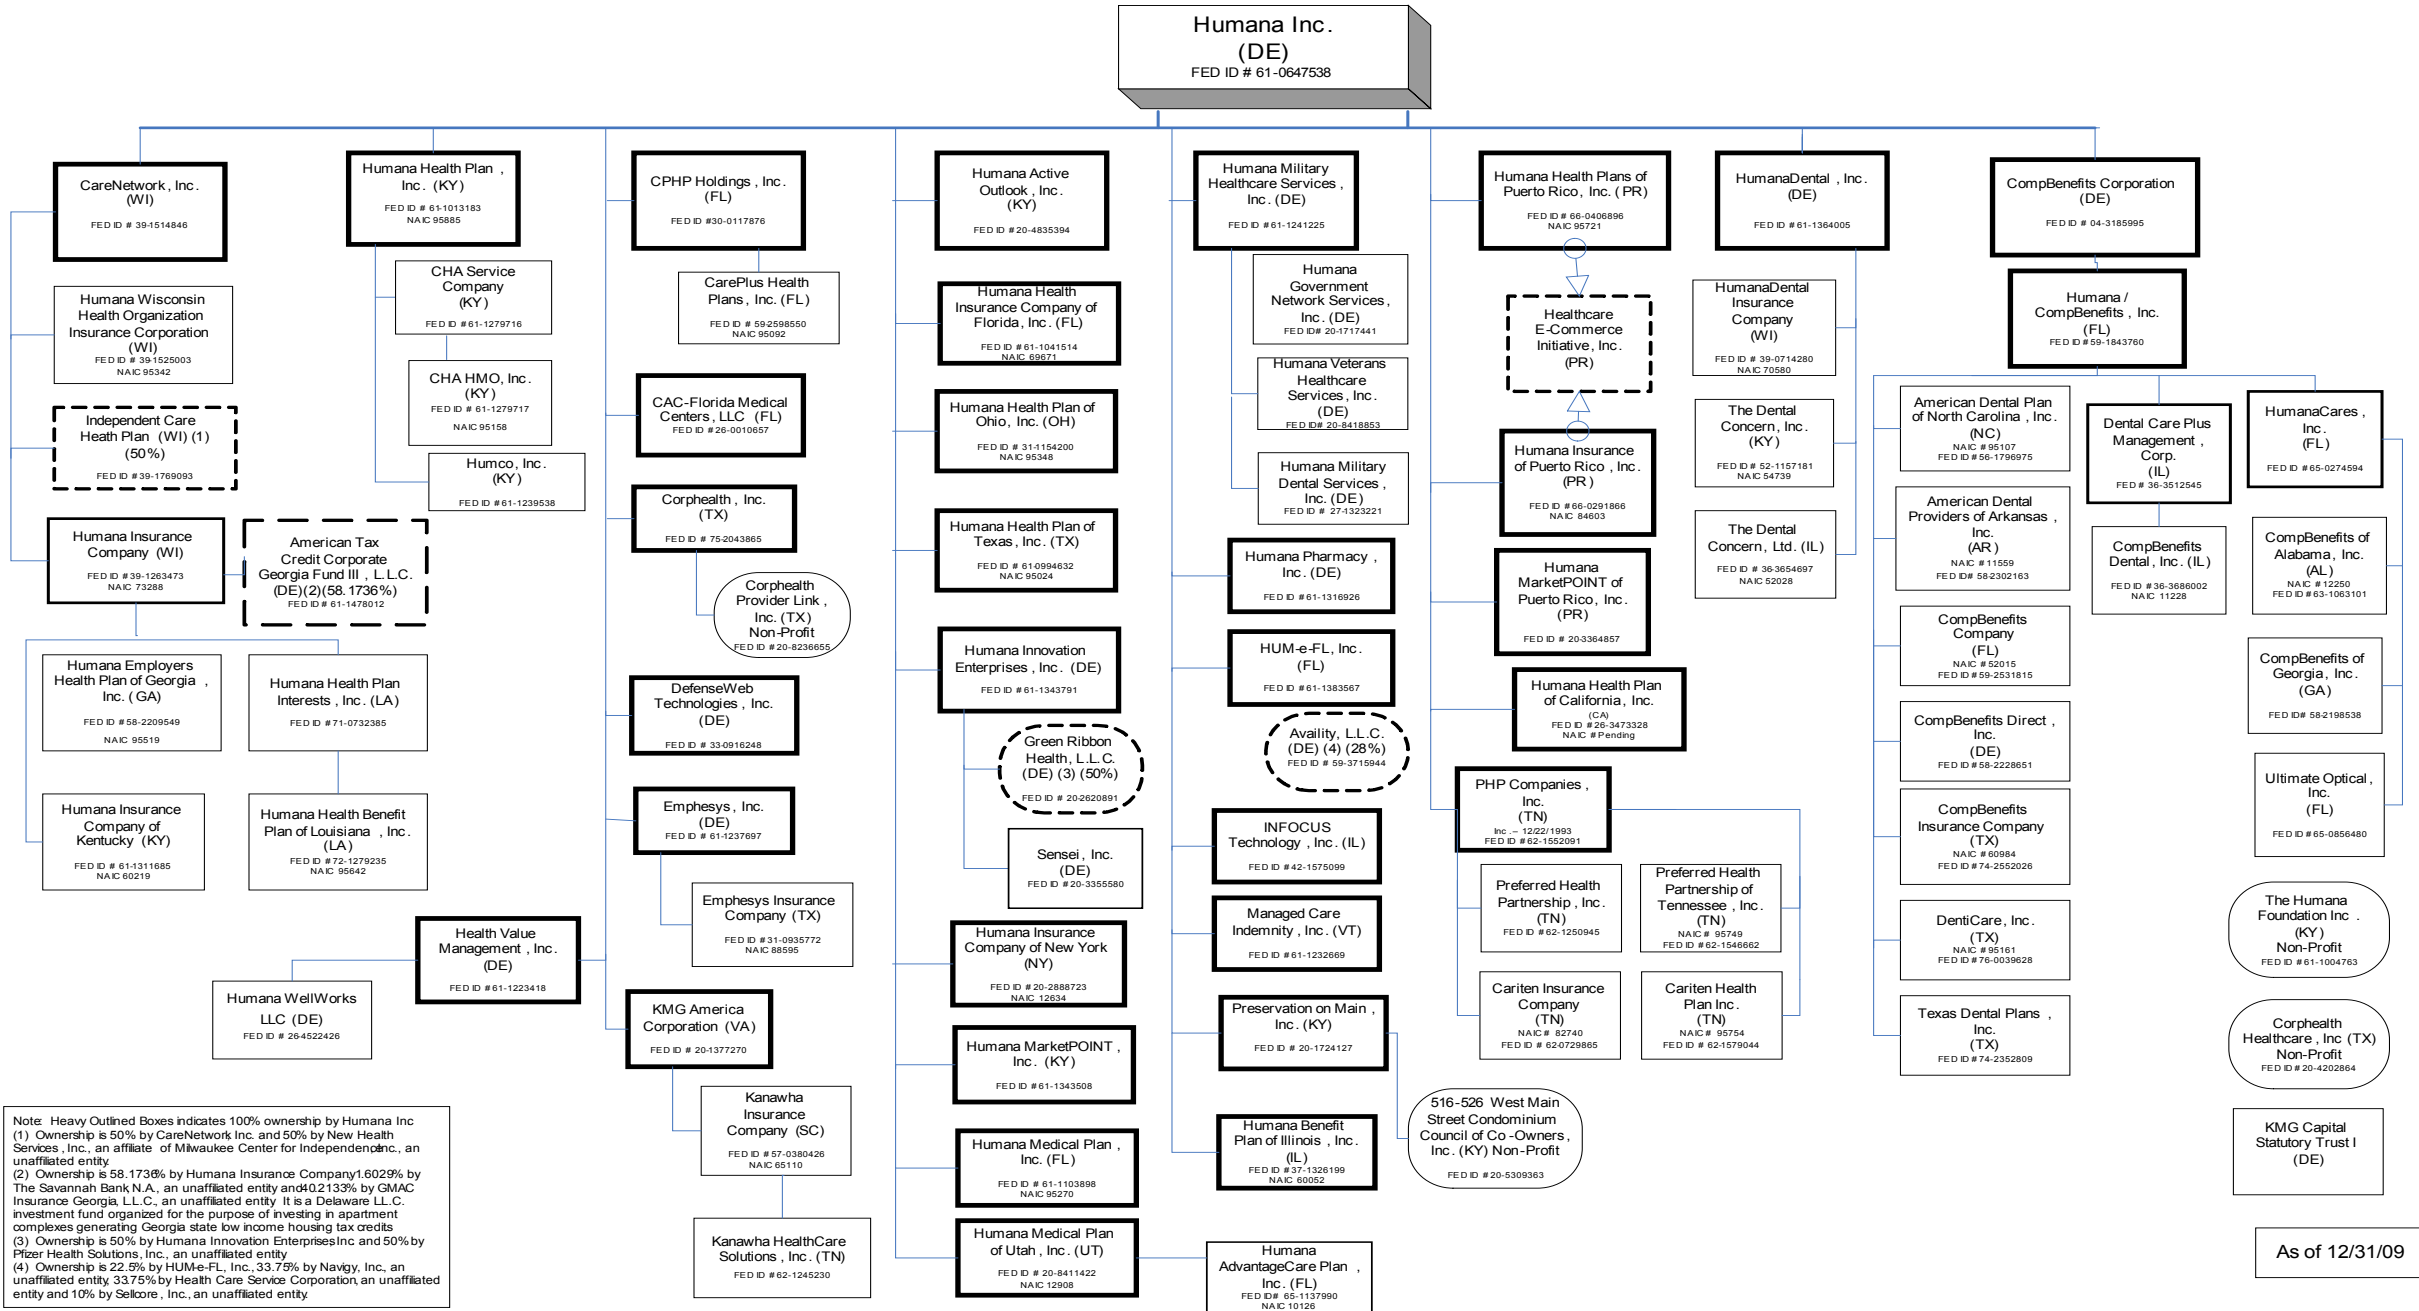 Humana Inc.
(DE)
FED ID # 61-0647538
CareNetwork, Inc.
(WI)
FED ID # 39-1514846
Humana Wisconsin
Health Organization
Insurance Corporation
(WI)
FED ID # 39-1525003
NAIC 95342
Independent Care
Heath Plan (WI) (1)
(50%)
FED ID #39-1769093
Humana Insurance
Company (WI)
FED ID # 39-1263473
NAIC 73288
American Tax
Credit Corporate
Georgia Fund III , L.L.C.
(DE)(2)(58.1736%)
FED ID # 61-1478012
Humana Employers
Health Plan of Georgia ,
Inc. (GA)
FED ID # 58-2209549
NAIC 95519
Humana Health Plan
Interests , Inc. (LA)
FED ID #71-0732385
Humana Insurance
Company of
Kentucky (KY)
FED ID # 61-1311685
NAIC 60219
Humana Health Benefit
Plan of Louisiana , Inc.
(LA)
FED ID # 72-1279235
NAIC 95642
Humana Health Plan ,
Inc. (KY)
FED ID # 61-1013183
NAIC 95885
CHA Service
Company
(KY)
FED ID # 61-1279716
CHA HMO, Inc.
(KY)
FED ID # 61-1279717
NAIC 95158
Humco, Inc.
(KY)
FED ID #61-1239538
CPHP Holdings , Inc.
(FL)
FED ID #30-0117876
CarePlus Health
Plans , Inc. (FL)
FED ID # 59-2598550
NAIC 95092
CAC-Florida Medical
Centers, LLC (FL)
FED ID #26-0010657
Corphealth , Inc.
(TX)
FED ID # 75-2043865
Corphealth
Provider Link ,
Inc. (TX)
Non-Profit
FED ID # 20-8236655
DefenseWeb
Technologies , Inc.
(DE)
FED ID # 33-0916248
Emphesys , Inc.
(DE)
FED ID # 61-1237697
Emphesys Insurance
Company (TX)
FED ID # 31-0935772
NAIC 88595
Health Value
Management , Inc.
(DE)
FED ID # 61-1223418
Humana WellWorks
LLC (DE)
FED ID # 26-4522426
KMG America
Corporation (VA)
FED ID # 20-1377270
Kanawha
Insurance
Company (SC)
FED ID # 57-0380426
NAIC 65110
Kanawha HealthCare
Solutions , Inc. (TN)
FED ID #62-1245230
Humana Active
Outlook , Inc.
(KY)
FED ID # 20-4835394
Humana Health
Insurance Company of
Florida, Inc. (FL)
FED ID # 61-1041514
NAIC 69671
Humana Health Plan of
Ohio, Inc. (OH)
FED ID # 31-1154200
NAIC 95348
Humana Health Plan of
Texas, Inc. (TX)
FED ID # 61-0994632
NAIC 95024
Humana Innovation
Enterprises , Inc. (DE)
FED ID # 61-1343791
Green Ribbon
Health, L.L.C.
(DE) (3) (50%)
FED ID # 20-2620891
Sensei, Inc.
(DE)
FED ID # 20-3355580
Humana Insurance
Company of New York
(NY)
FED ID # 20-2888723
NAIC 12634
Humana MarketPOINT ,
Inc. (KY)
FED ID # 61-1343508
Humana Medical Plan ,
Inc. (FL)
FED ID # 61-1103898
NAIC 95270
Humana Medical Plan
of Utah , Inc. (UT)
FED ID # 20-8411422
NAIC 12908
Humana
AdvantageCare Plan ,
Inc. (FL)
FED ID# 65-1137990
NAIC 10126
Humana Military
Healthcare Services ,
Inc. (DE)
FED ID #61-1241225
Humana
Government
Network Services ,
Inc. (DE)
FED ID# 20-1717441
Humana Veterans
Healthcare
Services, Inc.
(DE)
FED ID# 20-8418853
Humana Military
Dental Services ,
Inc. (DE)
FED ID # 27-1323221
Humana Pharmacy ,
Inc. (DE)
FED ID # 61-1316926
HUM-e-FL, Inc.
(FL)
FED ID # 61-1383567
Availity, L.L.C.
(DE) (4) (28%)
FED ID # 59-3715944
INFOCUS
Technology , Inc. (IL)
FED ID #42-1575099
Managed Care
Indemnity , Inc. (VT)
FED ID #61-1232669
Preservation on Main ,
Inc. (KY)
FED ID # 20-1724127
516-526 West Main
Street Condominium
Council of Co -Owners ,
Inc. (KY) Non-Profit
FED ID #20-5309363
Humana Benefit
Plan of Illinois , Inc.
(IL)
FED ID #37-1326199
NAIC 60052
Humana Health Plans of
Puerto Rico, Inc. (PR)
FED ID # 66-0406896
NAIC 95721
Healthcare
E-Commerce
Initiative, Inc.
(PR)
Humana Insurance
of Puerto Rico , Inc.
(PR)
FED ID #66-0291866
NAIC 84603
Humana
MarketPOINT of
Puerto Rico, Inc.
(PR)
FED ID # 20-3364857
Humana Health Plan
of California, Inc.
(CA)
FED ID #26-3473328
NAIC # Pending
PHP Companies ,
Inc.
(TN)
Inc. – 12/22/1993
FED ID # 62-1552091
Preferred Health
Partnership , Inc.
(TN)
FED ID # 62-1250945
Preferred Health
Partnership of
Tennessee , Inc.
(TN)
NAIC # 95749
FED ID # 62-1546662
Cariten Insurance
Company
(TN)
NAIC # 82740
FED ID # 62-0729865
Cariten Health
Plan Inc.
(TN)
NAIC # 95754
FED ID # 62-1579044
HumanaDental , Inc.
(DE)
FED ID #61-1364005
HumanaDental
Insurance
Company
(WI)
FED ID # 39-0714280
NAIC 70580
The Dental
Concern, Inc.
(KY)
FED ID # 52-1157181
NAIC 54739
The Dental
Concern, Ltd. (IL)
FED ID # 36-3654697
NAIC 52028
CompBenefits Corporation
(DE)
FED ID # 04-3185995
Humana /
CompBenefits , Inc.
(FL)
FED ID #59-1843760
American Dental Plan
of North Carolina , Inc.
(NC)
NAIC # 95107
FED ID #56-1796975
American Dental
Providers of Arkansas ,
Inc.
(AR)
NAIC # 11559
FED ID# 58-2302163
CompBenefits
Company
(FL)
NAIC # 52015
FED ID #59-2531815
CompBenefits Direct ,
Inc.
(DE)
FED ID #58-2228651
CompBenefits
Insurance Company
(TX)
NAIC # 60984
FED ID #74-2552026
DentiCare, Inc.
(TX)
NAIC # 95161
FED ID #76-0039628
Texas Dental Plans ,
Inc.
(TX)
FED ID #74-2352809
Dental Care Plus
Management ,
Corp.
(IL)
FED # 36-3512545
CompBenefits
Dental, Inc. (IL)
FED ID # 36-3686002
NAIC 11228
HumanaCares ,
Inc.
(FL)
FED ID # 65-0274594
CompBenefits of
Alabama, Inc.
(AL)
NAIC #12250
FED ID #63-1063101
CompBenefits of
Georgia, Inc.
(GA)
FED ID# 58-2198538
Ultimate Optical ,
Inc.
(FL)
FED ID #65-0856480
The Humana
Foundation Inc .
(KY)
Non-Profit
FED ID #61-1004763
Corphealth
Healthcare , Inc (TX)
Non-Profit
FED ID #20-4202864
KMG Capital
Statutory Trust I
(DE)
Note: Heavy Outlined Boxes indicates 100% ownership by Humana Inc
(1) Ownership is 50% by CareNetwork, Inc. and 50% by New Health
Services , Inc., an affiliate of Milwaukee Center for Independence, Inc., an
unaffiliated entity.
(2) Ownership is 58.1736% by Humana Insurance Company, 1.6029% by
The Savannah Bank, N.A., an unaffiliated entity and 40.2133% by GMAC
Insurance Georgia, LL.C., an unaffiliated entity. It is a Delaware LL.C.
investment fund organized for the purpose of investing in apartment
complexes generating Georgia state low income housing tax credits
(3) Ownership is 50% by Humana Innovation Enterprises, Inc. and 50% by
Pfizer Health Solutions, Inc., an unaffiliated entity
(4) Ownership is 22.5% by HUM-e-FL, Inc., 33.75% by Navigy, Inc., an
unaffiliated entity, 33.75% by Health Care Service Corporation, an unaffiliated
entity and 10% by Sellcore , Inc., an unaffiliated entity.
As of 12/31/09